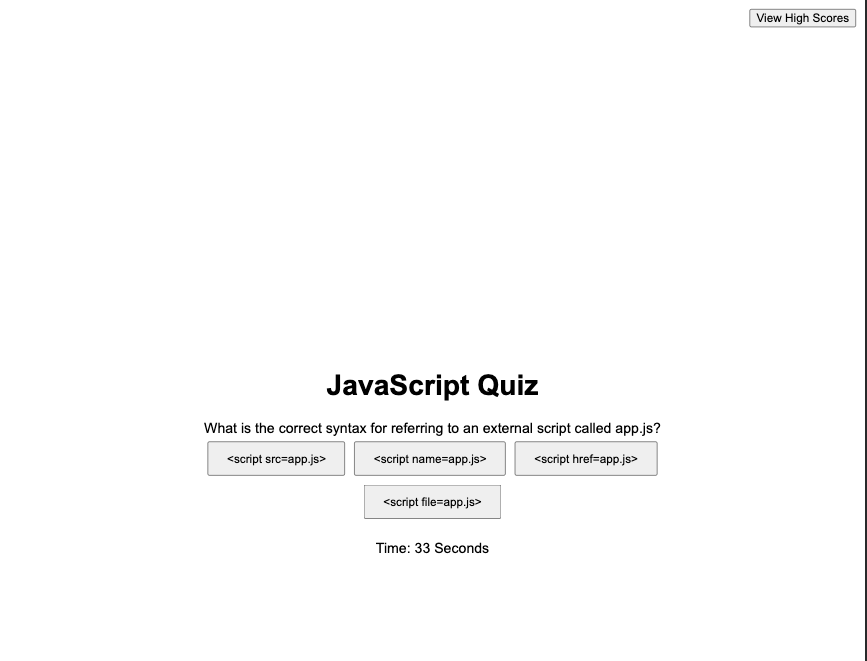 View High Scores
JavaScript Quiz
What is the correct syntax for referring to an external script called app.js?
<script src=app.js> <script name=app.js> <script href=app.js>
<script file=app.js>
Time: 33 Seconds